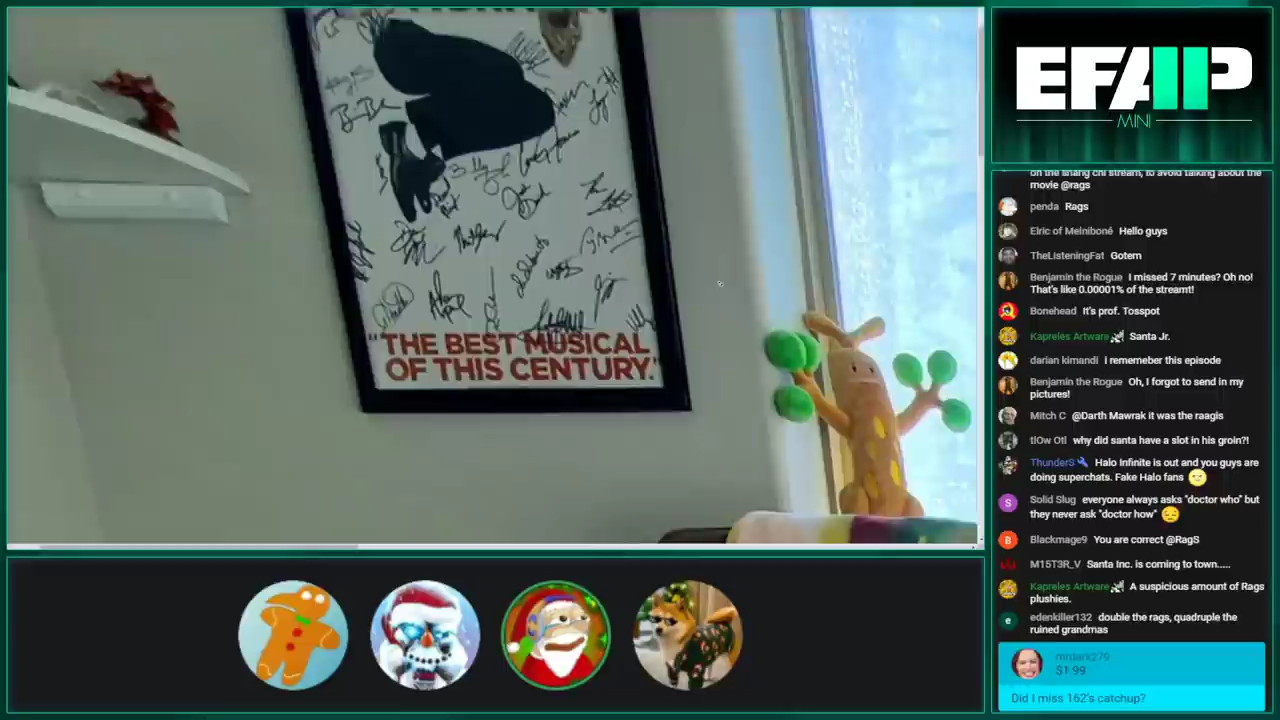 "THE BEST MUSICAL
OF THIS CENTURY."
EFAP
MINI
on the shang chi stream, to avoid talking about the
movie @rags
penda Rags
Elric of Melniboné Hello guys
TheListeningFat Gotem
Benjamin the Rogue I missed 7 minutes? Oh no!
That's like 0.00001% of the streamt!
Bonehead It's prof. Tosspot
Kapreles Artware Santa Jr.
darian kimandi i rememeber this episode
Benjamin the Rogue Oh, I forgot to send in my
pictures!
Mitch C @Darth Mawrak it was the raagis
tlOw Otl why did santa have a slot in his groin?!
ThunderS Halo Infinite is out and you guys are
doing superchats. Fake Halo fans
Solid Slug everyone always asks "doctor who" but
they never ask "doctor how"
Blackmage9 You are correct @RagS
M15T3R_V Santa Inc. is coming to town.....
Kapreles Artware A suspicious amount of Rags
plushies.
edenkiller132 double the rags, quadruple the
ruined grandmas
mrdark279
$1.99
Did I miss 162's catchup?